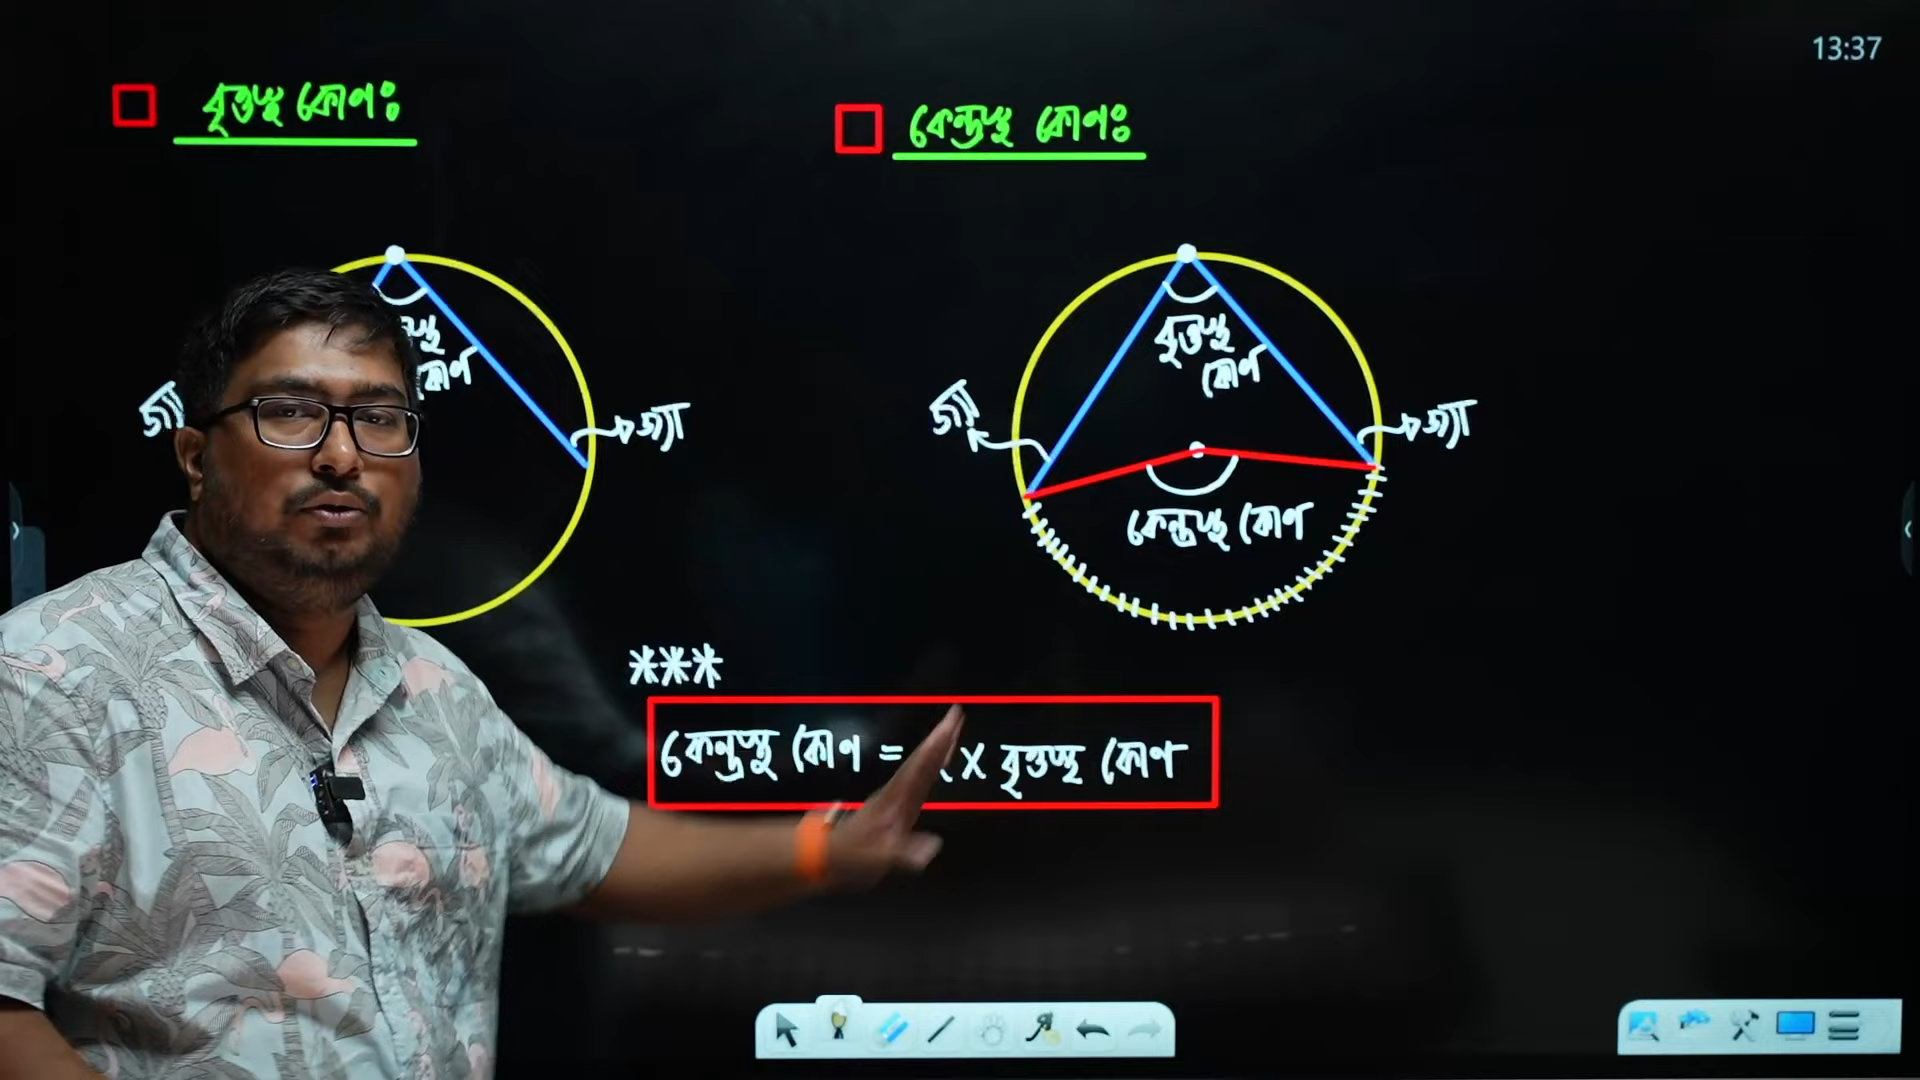 13:37
বৃত্তস্থ কোণঃ
কেন্দ্রস্থ কোণঃ
কোণ
জ্যা
বৃত্তস্থ
কোণ
জ্যা
জ্যা
কেন্দ্রস্থ কোণ
***
কেন্দ্রস্থ কোণ = × বৃত্তস্থ কোণ